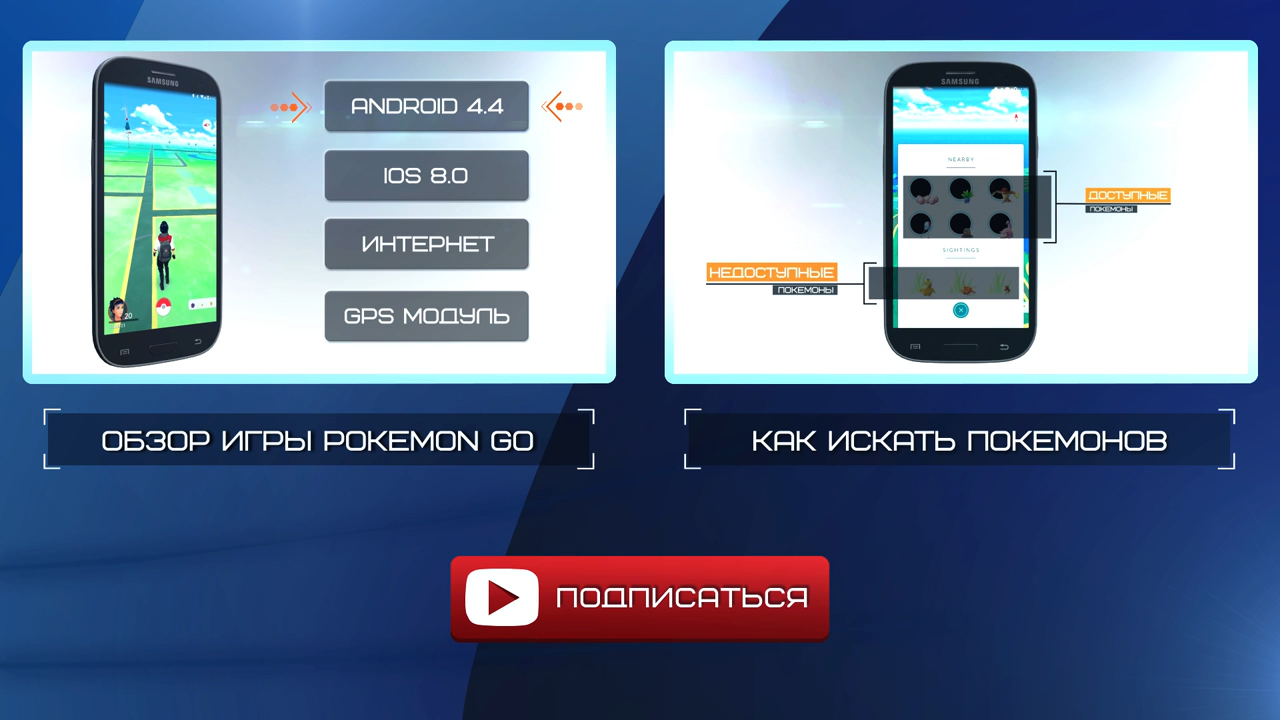 SAMSUNG
ANDROID 4.4
IOS 8.0
ИНТЕРНЕТ
GPS МОДУЛЬ
20
ОБЗОР ИГРЫ POKEMON GO
SAMSUNG
NEARBY
ДОСТУПНЫЕ
ПОКЕМОНЫ
SIGHTINGS
НЕДОСТУПНЫЕ
ПОКЕМОНЫ
КАК ИСКАТЬ ПОКЕМОНОВ
ПОДПИСАТЬСЯ